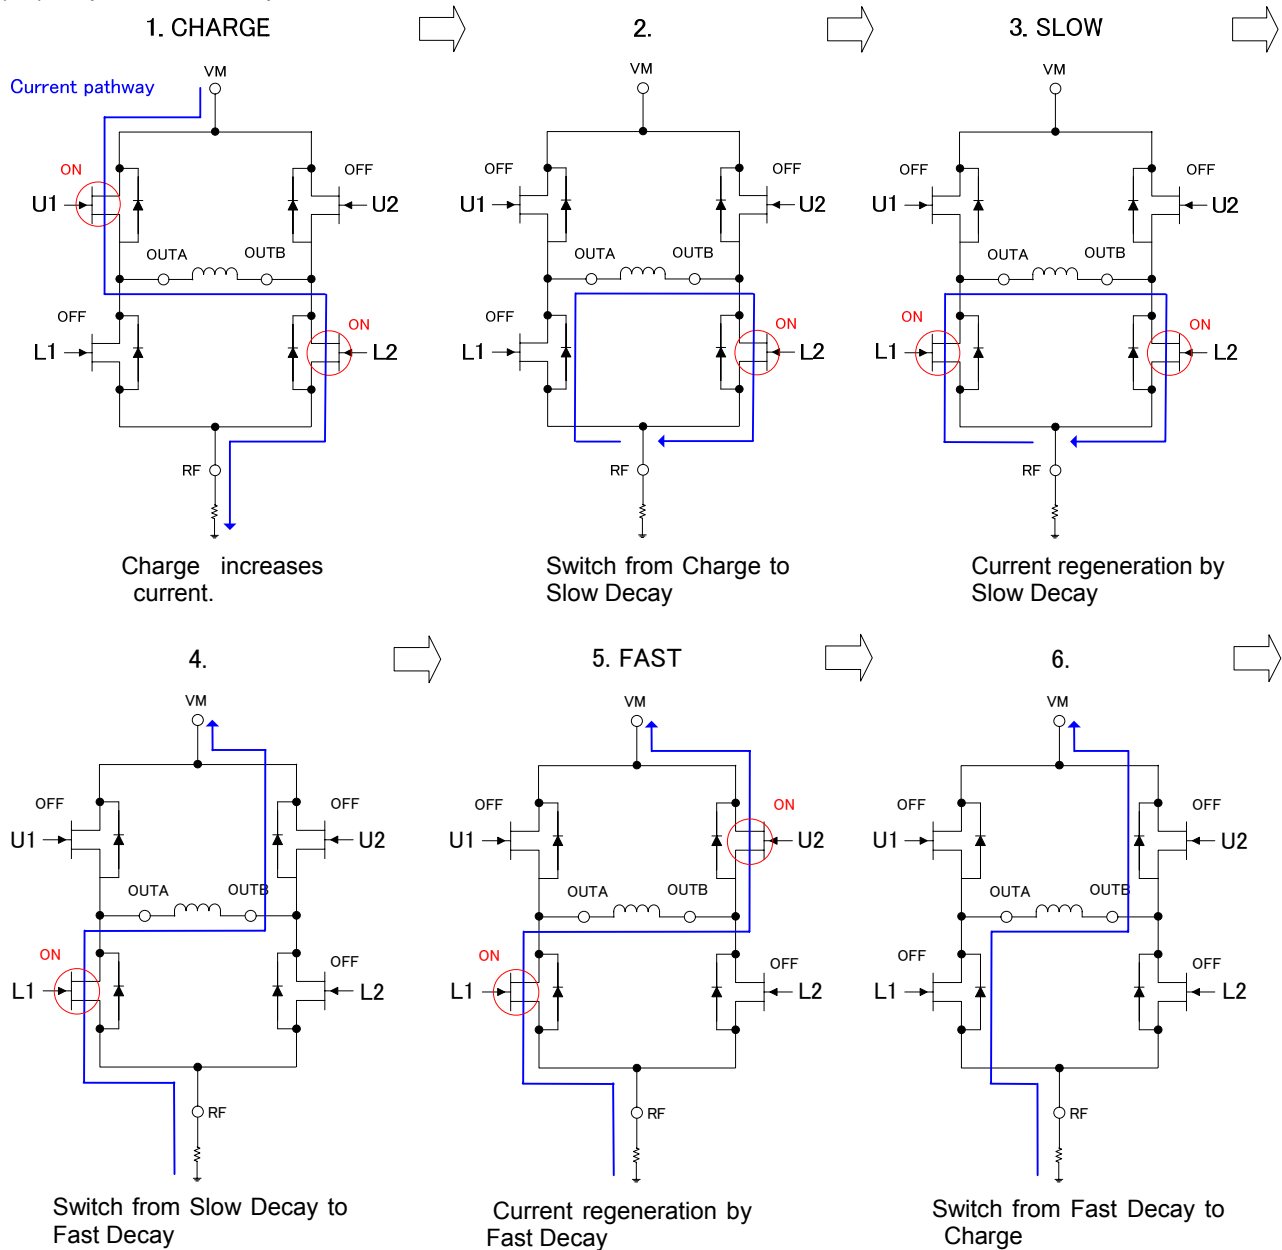 1. CHARGE
2.
3. SLOW
Current pathway
VM
VM
VM
ON
OFF
OFF
OFF
OFF
OFF
U1
U2
U1
U2
U1
U2
OUTA
OUTB
OUTA
OUTB
OUTA
OUTB
OFF
ON
OFF
ON
ON
ON
L1
L2
L1
L2
L1
L2
RF
RF
RF
Charge increases
current.
Switch from Charge to
Slow Decay
Current regeneration by
Slow Decay
4.
5. FAST
6.
VM
VM
VM
OFF
OFF
OFF
ON
OFF
OFF
U1
U2
U1
U2
U1
U2
OUTA
OUTB
OUTA
OUTB
OUTA
OUTB
ON
OFF
ON
OFF
OFF
OFF
L1
L2
L1
L2
L1
L2
RF
RF
RF
Switch from Slow Decay to
Fast Decay
Current regeneration by
Fast Decay
Switch from Fast Decay to
Charge